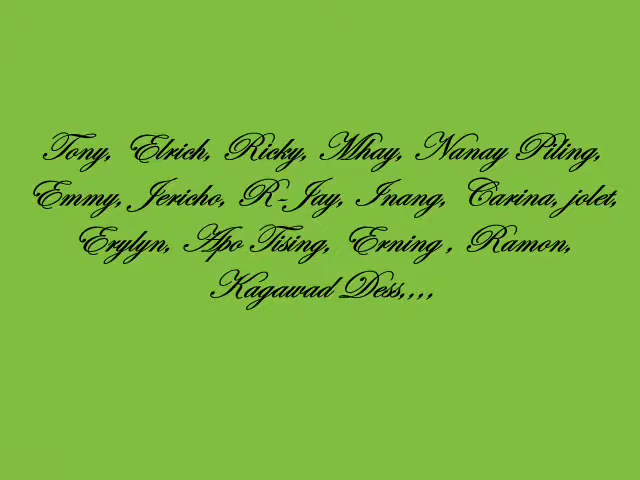 Tony, Elrich, Ricky, Mhay, Nanay Piling,
Emmy, Jericho, R-Jay, Inang, Carina, jolet,
Erylyn, Apo Tising, Erning , Ramon,
Kagawad Dess,,,,